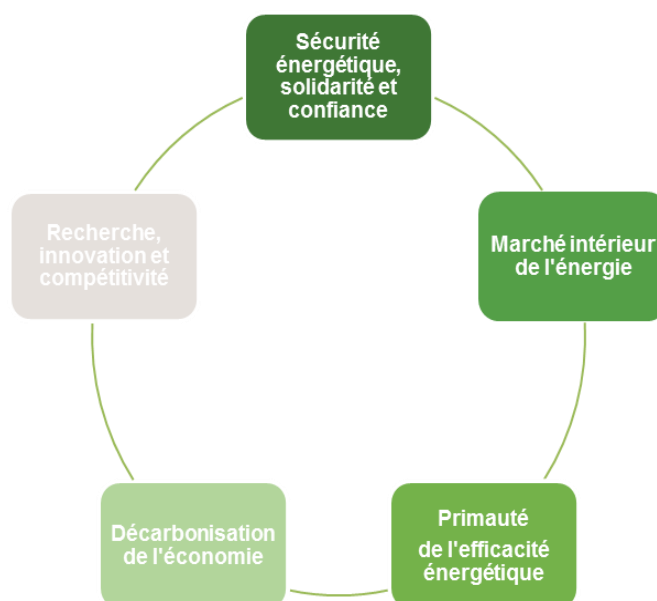 Sécurité
énergétique,
solidarité et
confiance
Marché intérieur
de l'énergie
Primauté
de l'efficacité
énergétique
Décarbonisation
de l'économie
Recherche,
innovation et
compétitivité